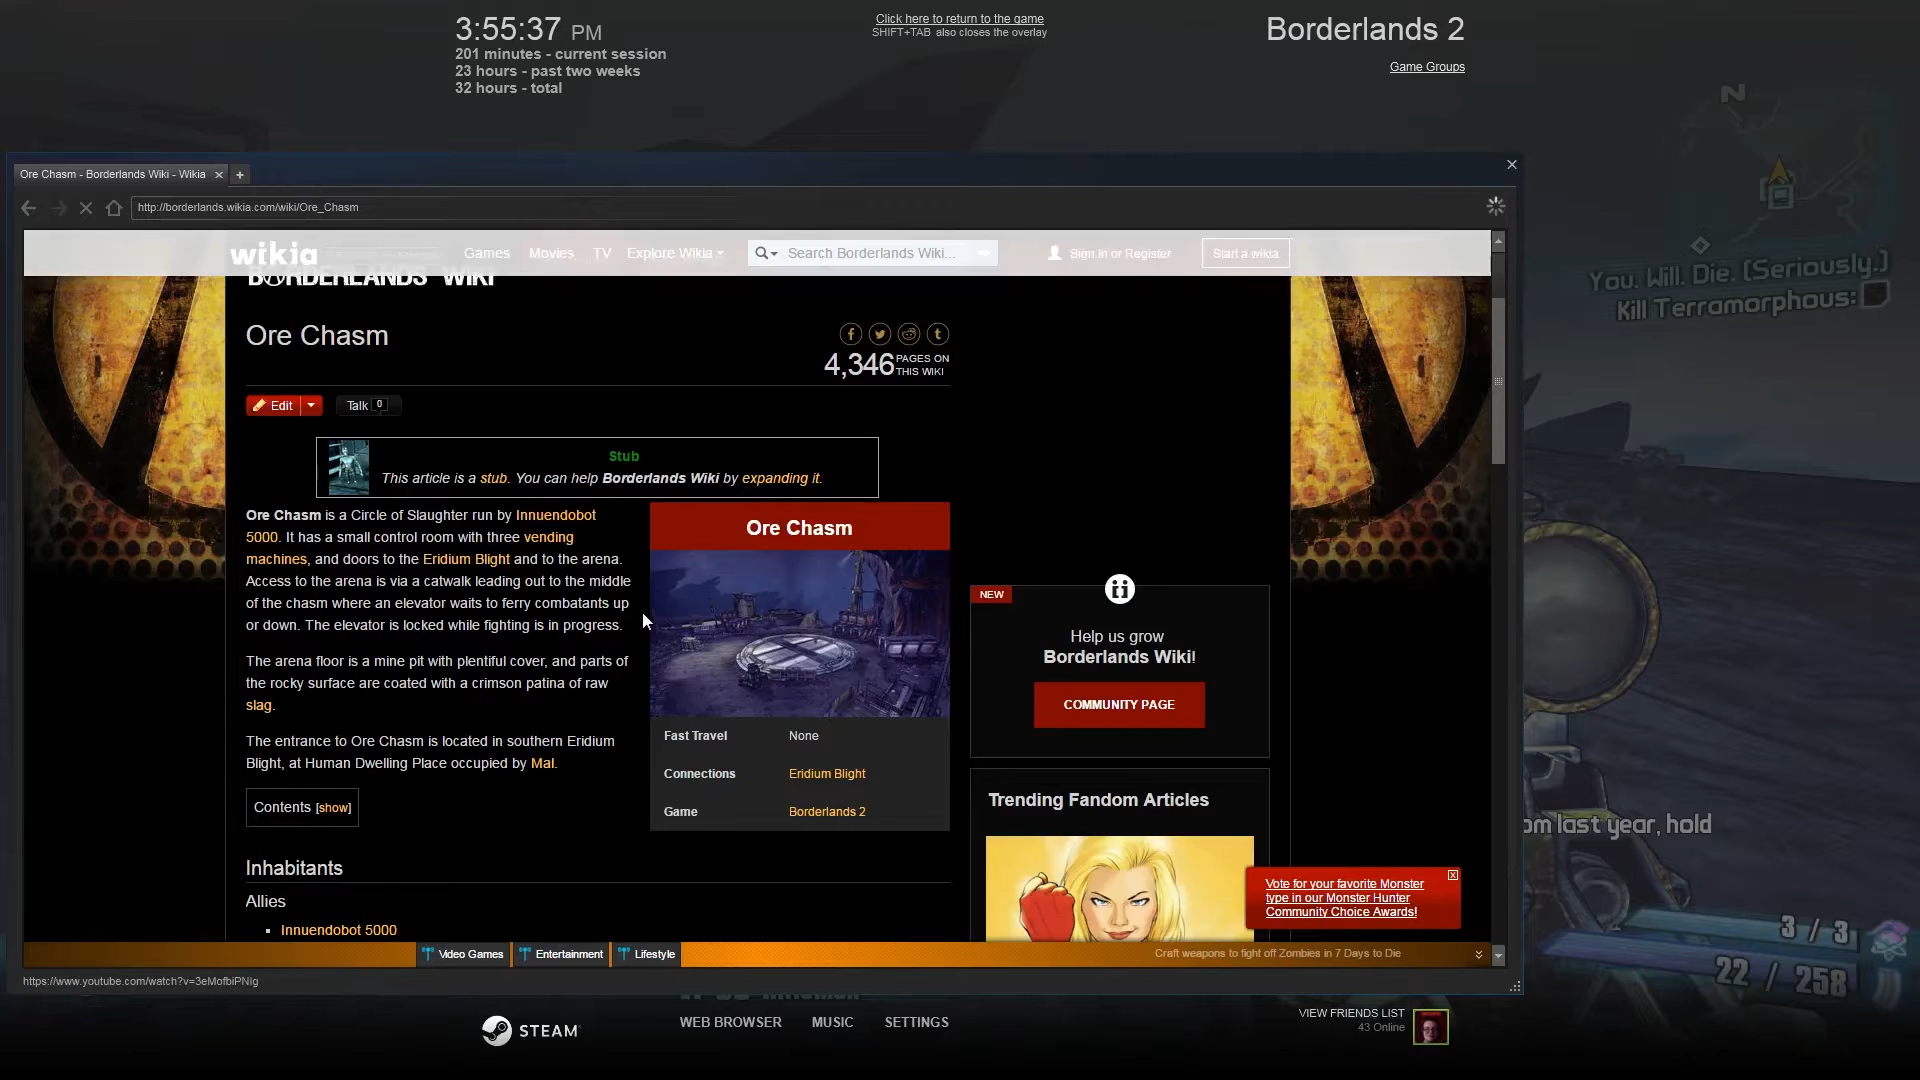 3:55:37 PM
201 minutes - current session
23 hours - past two weeks
32 hours - total
Click here to return to the game
SHIFT+TAB also closes the overlay
Borderlands 2
Game Groups
N
You. Will. Die. (Seriously.)
Kill Terramorphous:
Ore Chasm - Borderlands Wiki - Wikia
http://borderlands.wikia.com/wiki/Ore_Chasm
wikia
Games Movies TV Explore Wikia
Search Borderlands Wiki...
Sign In or Register
Start a wikia
BORDERLANDS WIKI
Ore Chasm
4,346 PAGES ON THIS WIKI
Edit
Talk 0
Stub
This article is a stub. You can help Borderlands Wiki by expanding it.
Ore Chasm is a Circle of Slaughter run by Innuendobot
5000. It has a small control room with three vending
machines, and doors to the Eridium Blight and to the arena.
Access to the arena is via a catwalk leading out to the middle
of the chasm where an elevator waits to ferry combatants up
or down. The elevator is locked while fighting is in progress.
The arena floor is a mine pit with plentiful cover, and parts of
the rocky surface are coated with a crimson patina of raw
slag.
The entrance to Ore Chasm is located in southern Eridium
Blight, at Human Dwelling Place occupied by Mal.
Contents [show]
Inhabitants
Allies
Innuendobot 5000
Ore Chasm
Fast Travel None
Connections Eridium Blight
Game Borderlands 2
NEW
Help us grow
Borderlands Wiki!
COMMUNITY PAGE
Trending Fandom Articles
Vote for your favorite Monster
type in our Monster Hunter
Community Choice Awards!
om last year, hold
Video Games
Entertainment
Lifestyle
Craft weapons to fight off Zombies in 7 Days to Die
3 / 3
22 / 258
https://www.youtube.com/watch?v=3eMofbiPNIg
STEAM
WEB BROWSER
MUSIC
SETTINGS
VIEW FRIENDS LIST
43 Online